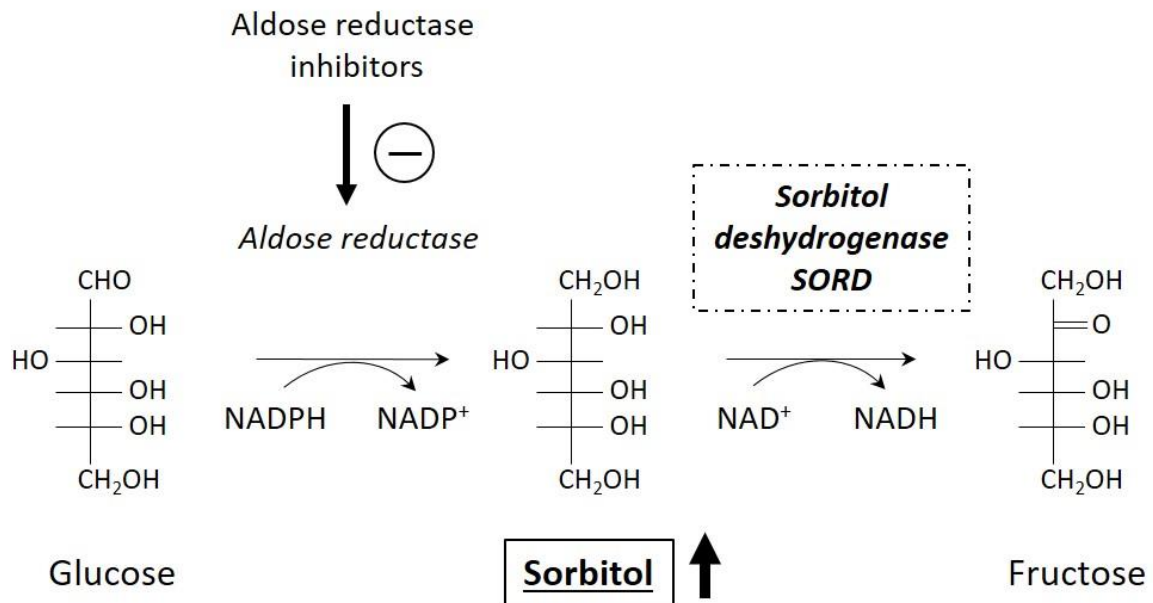 Aldose reductase
inhibitors
−
Aldose reductase
Sorbitol
deshydrogenase
SORD
CHO
OH
HO
OH
OH
CH₂OH
NADPH
NADP⁺
CH₂OH
OH
HO
OH
OH
CH₂OH
NAD⁺
NADH
CH₂OH
O
HO
OH
OH
CH₂OH
Glucose
Sorbitol
Fructose